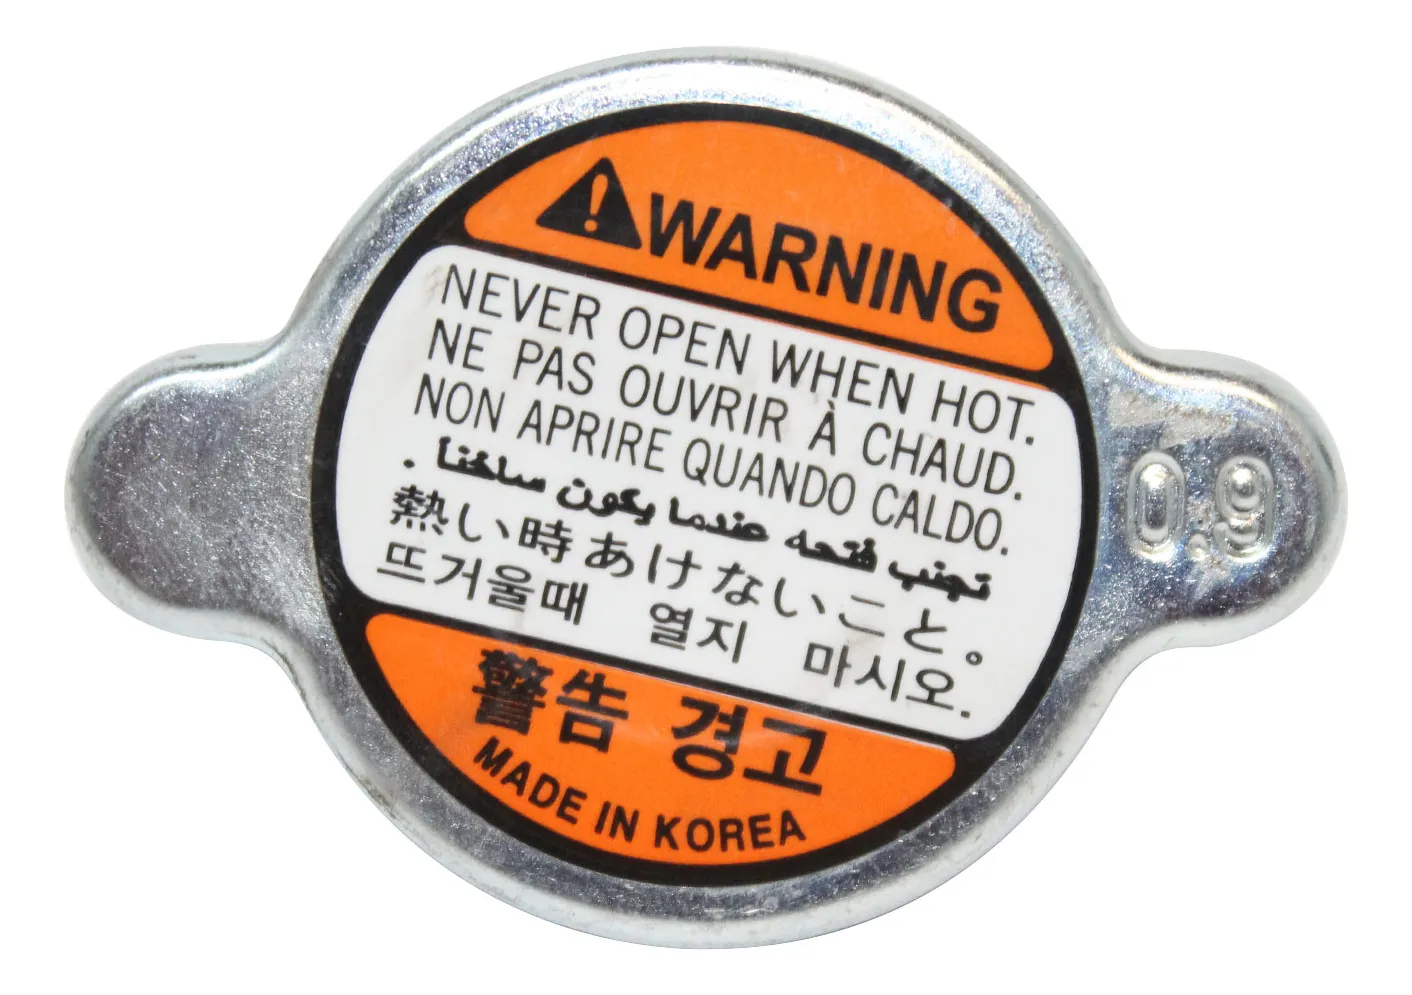 WARNING
NEVER OPEN WHEN HOT.
NE PAS OUVRIR À CHAUD.
NON APRIRE QUANDO CALDO.
تجنب فتحه عندما يكون ساخنا .
熱い時あけないこと。
뜨거울때 열지 마시오.
警告 경고
MADE IN KOREA
0.9